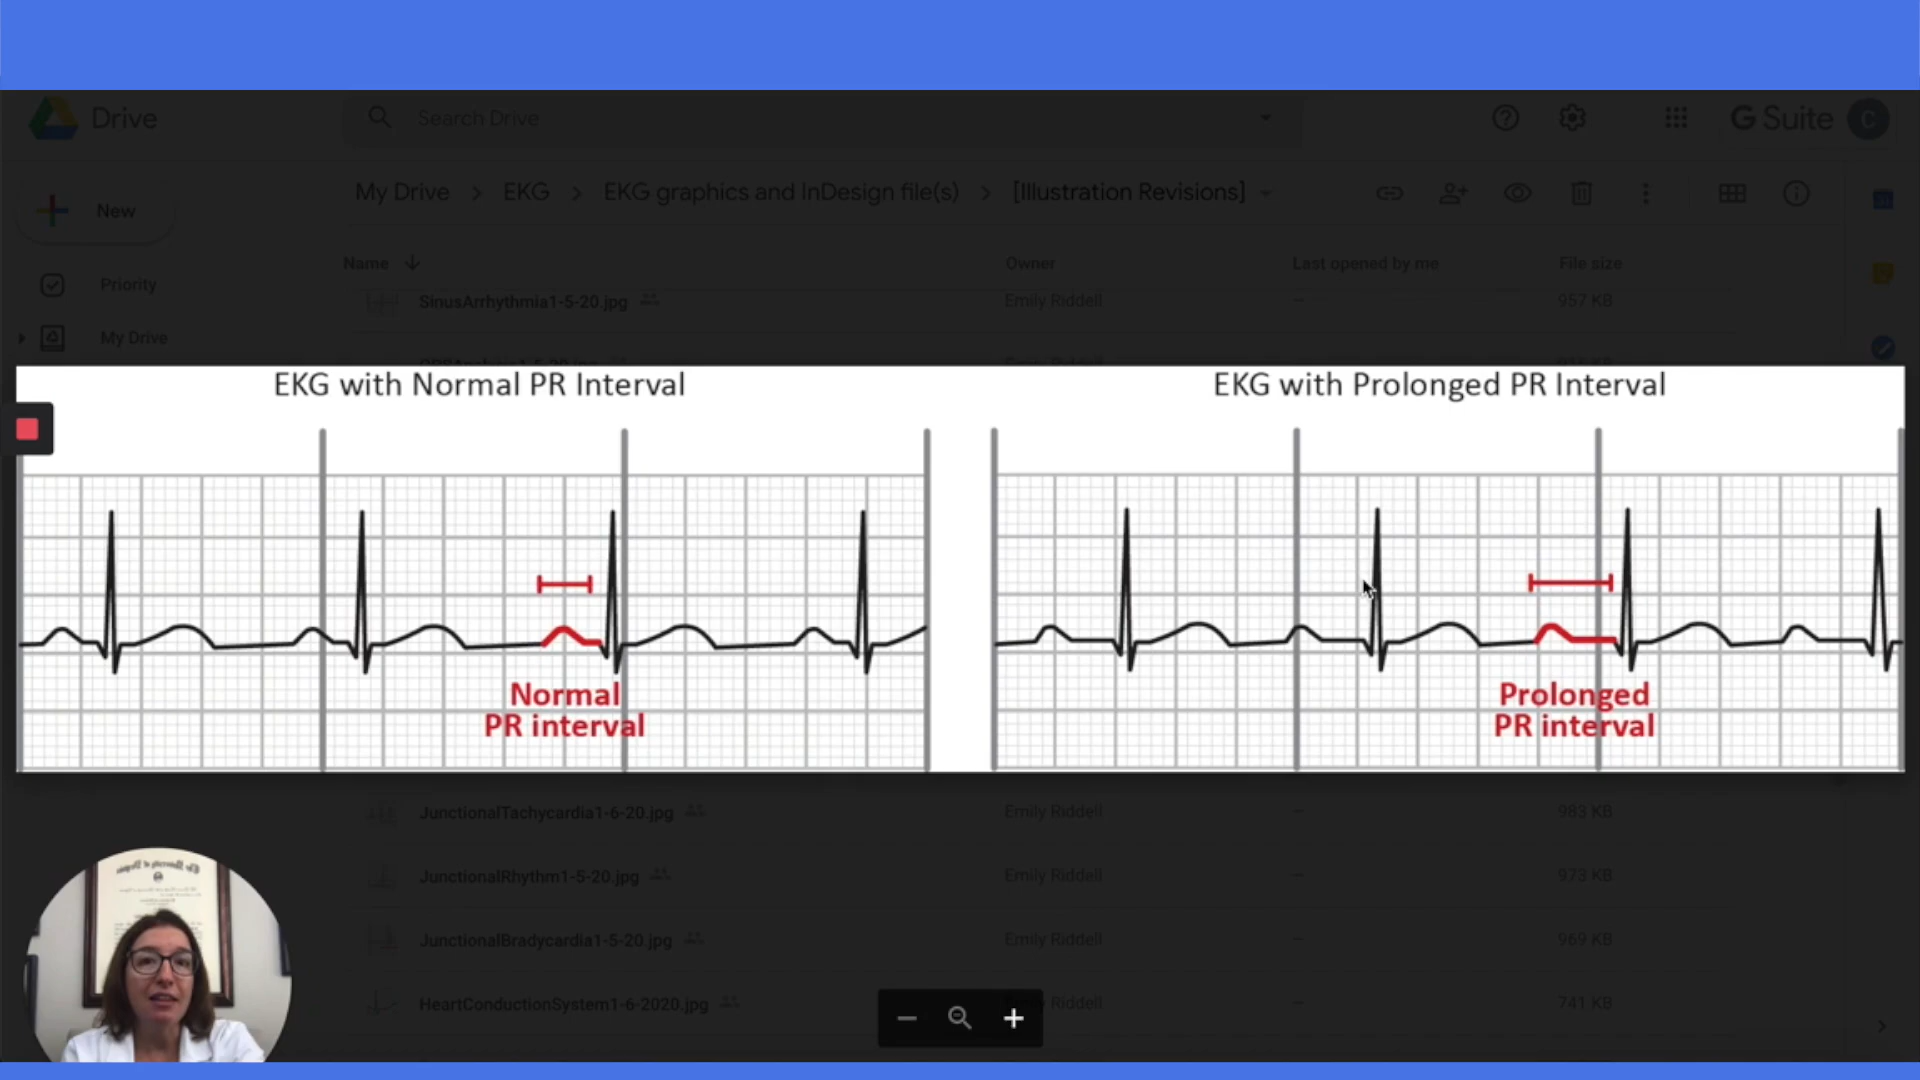 Drive
Search Drive
G Suite
C
New
My Drive > EKG > EKG graphics and InDesign file(s) > [Illustration Revisions]
Name
Owner
Last opened by me
File size
Priority
SinusArrhythmia1-5-20.jpg
Emily Riddell
–
957 KB
My Drive
EKG with Normal PR Interval
EKG with Prolonged PR Interval
Normal
PR interval
Prolonged
PR interval
JunctionalTachycardia1-6-20.jpg
Emily Riddell
–
983 KB
JunctionalRhythm1-5-20.jpg
Emily Riddell
–
973 KB
JunctionalBradycardia1-5-20.jpg
Emily Riddell
–
969 KB
HeartConductionSystem1-6-2020.jpg
Riddell
–
741 KB